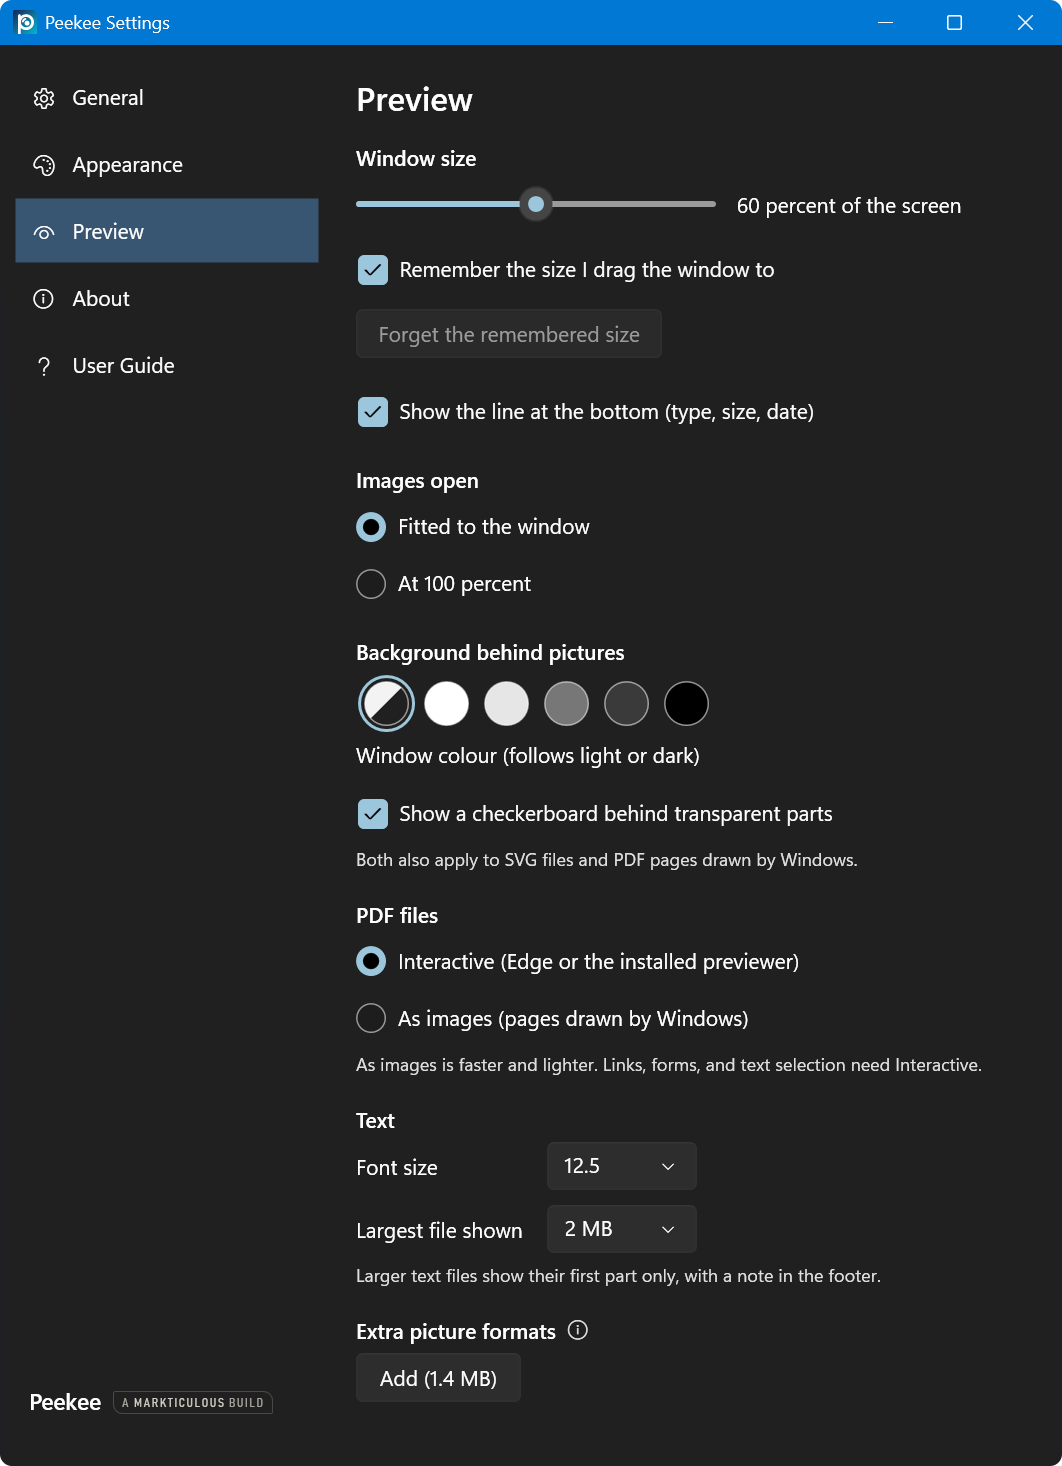 Peekee Settings
General
Appearance
Preview
About
User Guide
Preview
Window size
60 percent of the screen
Remember the size I drag the window to
Forget the remembered size
Show the line at the bottom (type, size, date)
Images open
Fitted to the window
At 100 percent
Background behind pictures
Window colour (follows light or dark)
Show a checkerboard behind transparent parts
Both also apply to SVG files and PDF pages drawn by Windows.
PDF files
Interactive (Edge or the installed previewer)
As images (pages drawn by Windows)
As images is faster and lighter. Links, forms, and text selection need Interactive.
Text
Font size 12.5
Largest file shown 2 MB
Larger text files show their first part only, with a note in the footer.
Extra picture formats
Add (1.4 MB)
Peekee A MARKTICULOUS BUILD